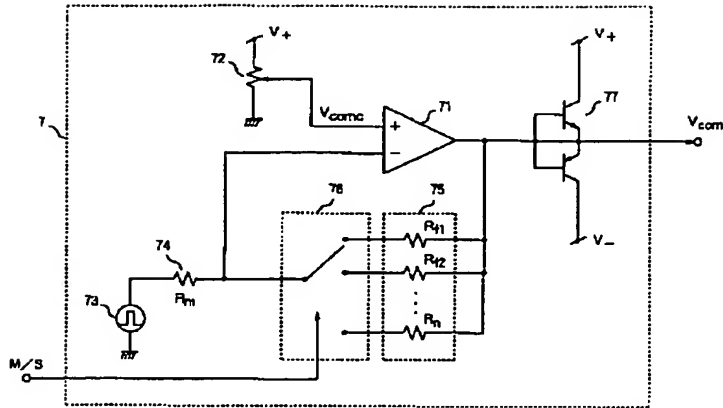 V+
72
7
Vcomc
71
+
−
V+
77
Vcom
V−
76
75
Rf1
Rf2
Rn
74
Rm
73
M/S